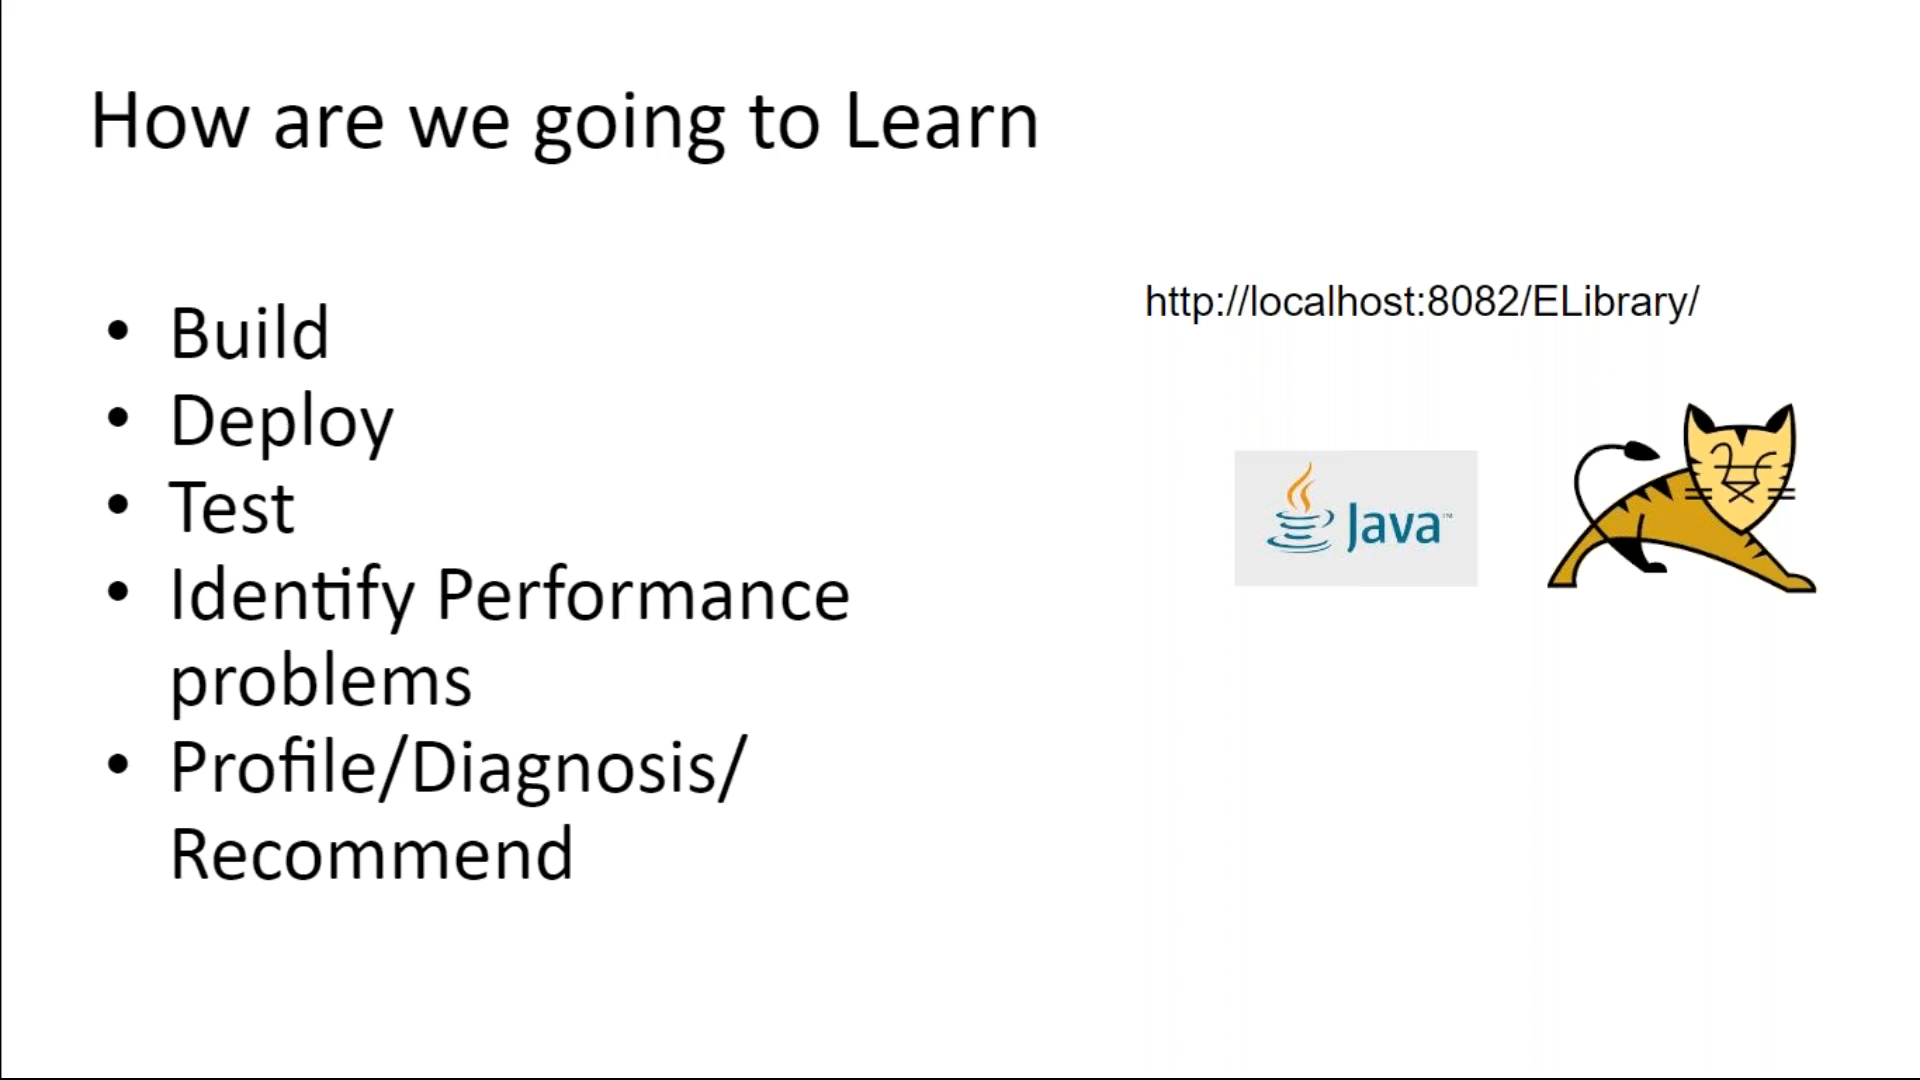 How are we going to Learn
• Build
• Deploy
• Test
• Identify Performance
problems
• Profile/Diagnosis/
Recommend
http://localhost:8082/ELibrary/
Java™